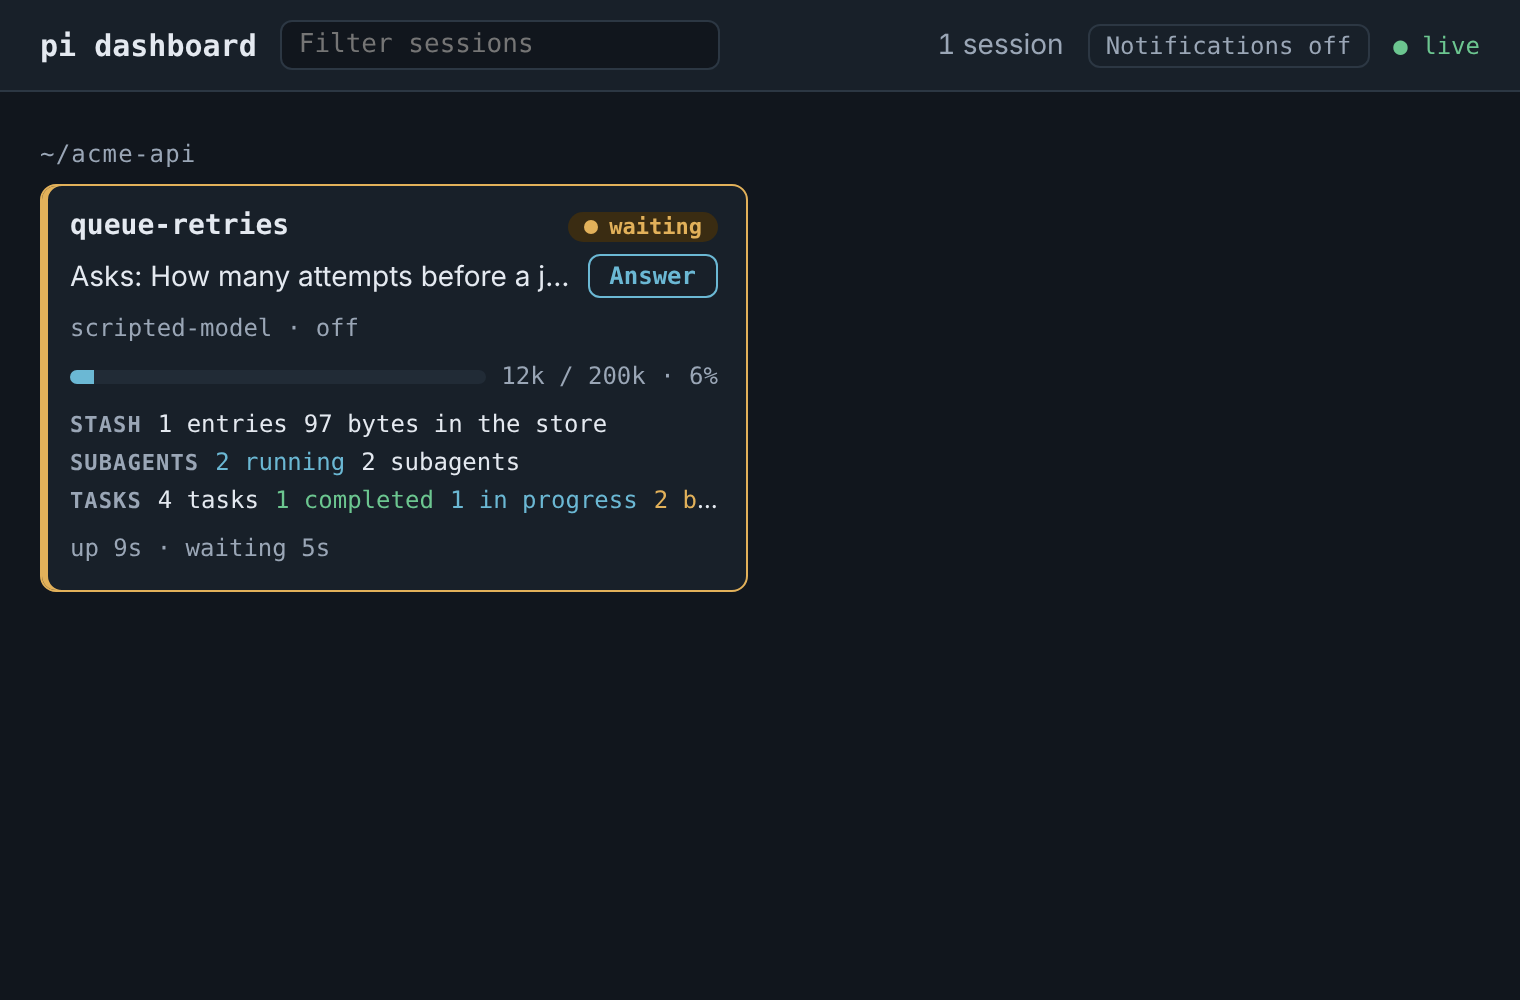 pi dashboard
Filter sessions
1 session
Notifications off
● live
~/acme-api
queue-retries
● waiting
Asks: How many attempts before a j...
Answer
scripted-model · off
12k / 200k · 6%
STASH 1 entries 97 bytes in the store
SUBAGENTS 2 running 2 subagents
TASKS 4 tasks 1 completed 1 in progress 2 b...
up 9s · waiting 5s